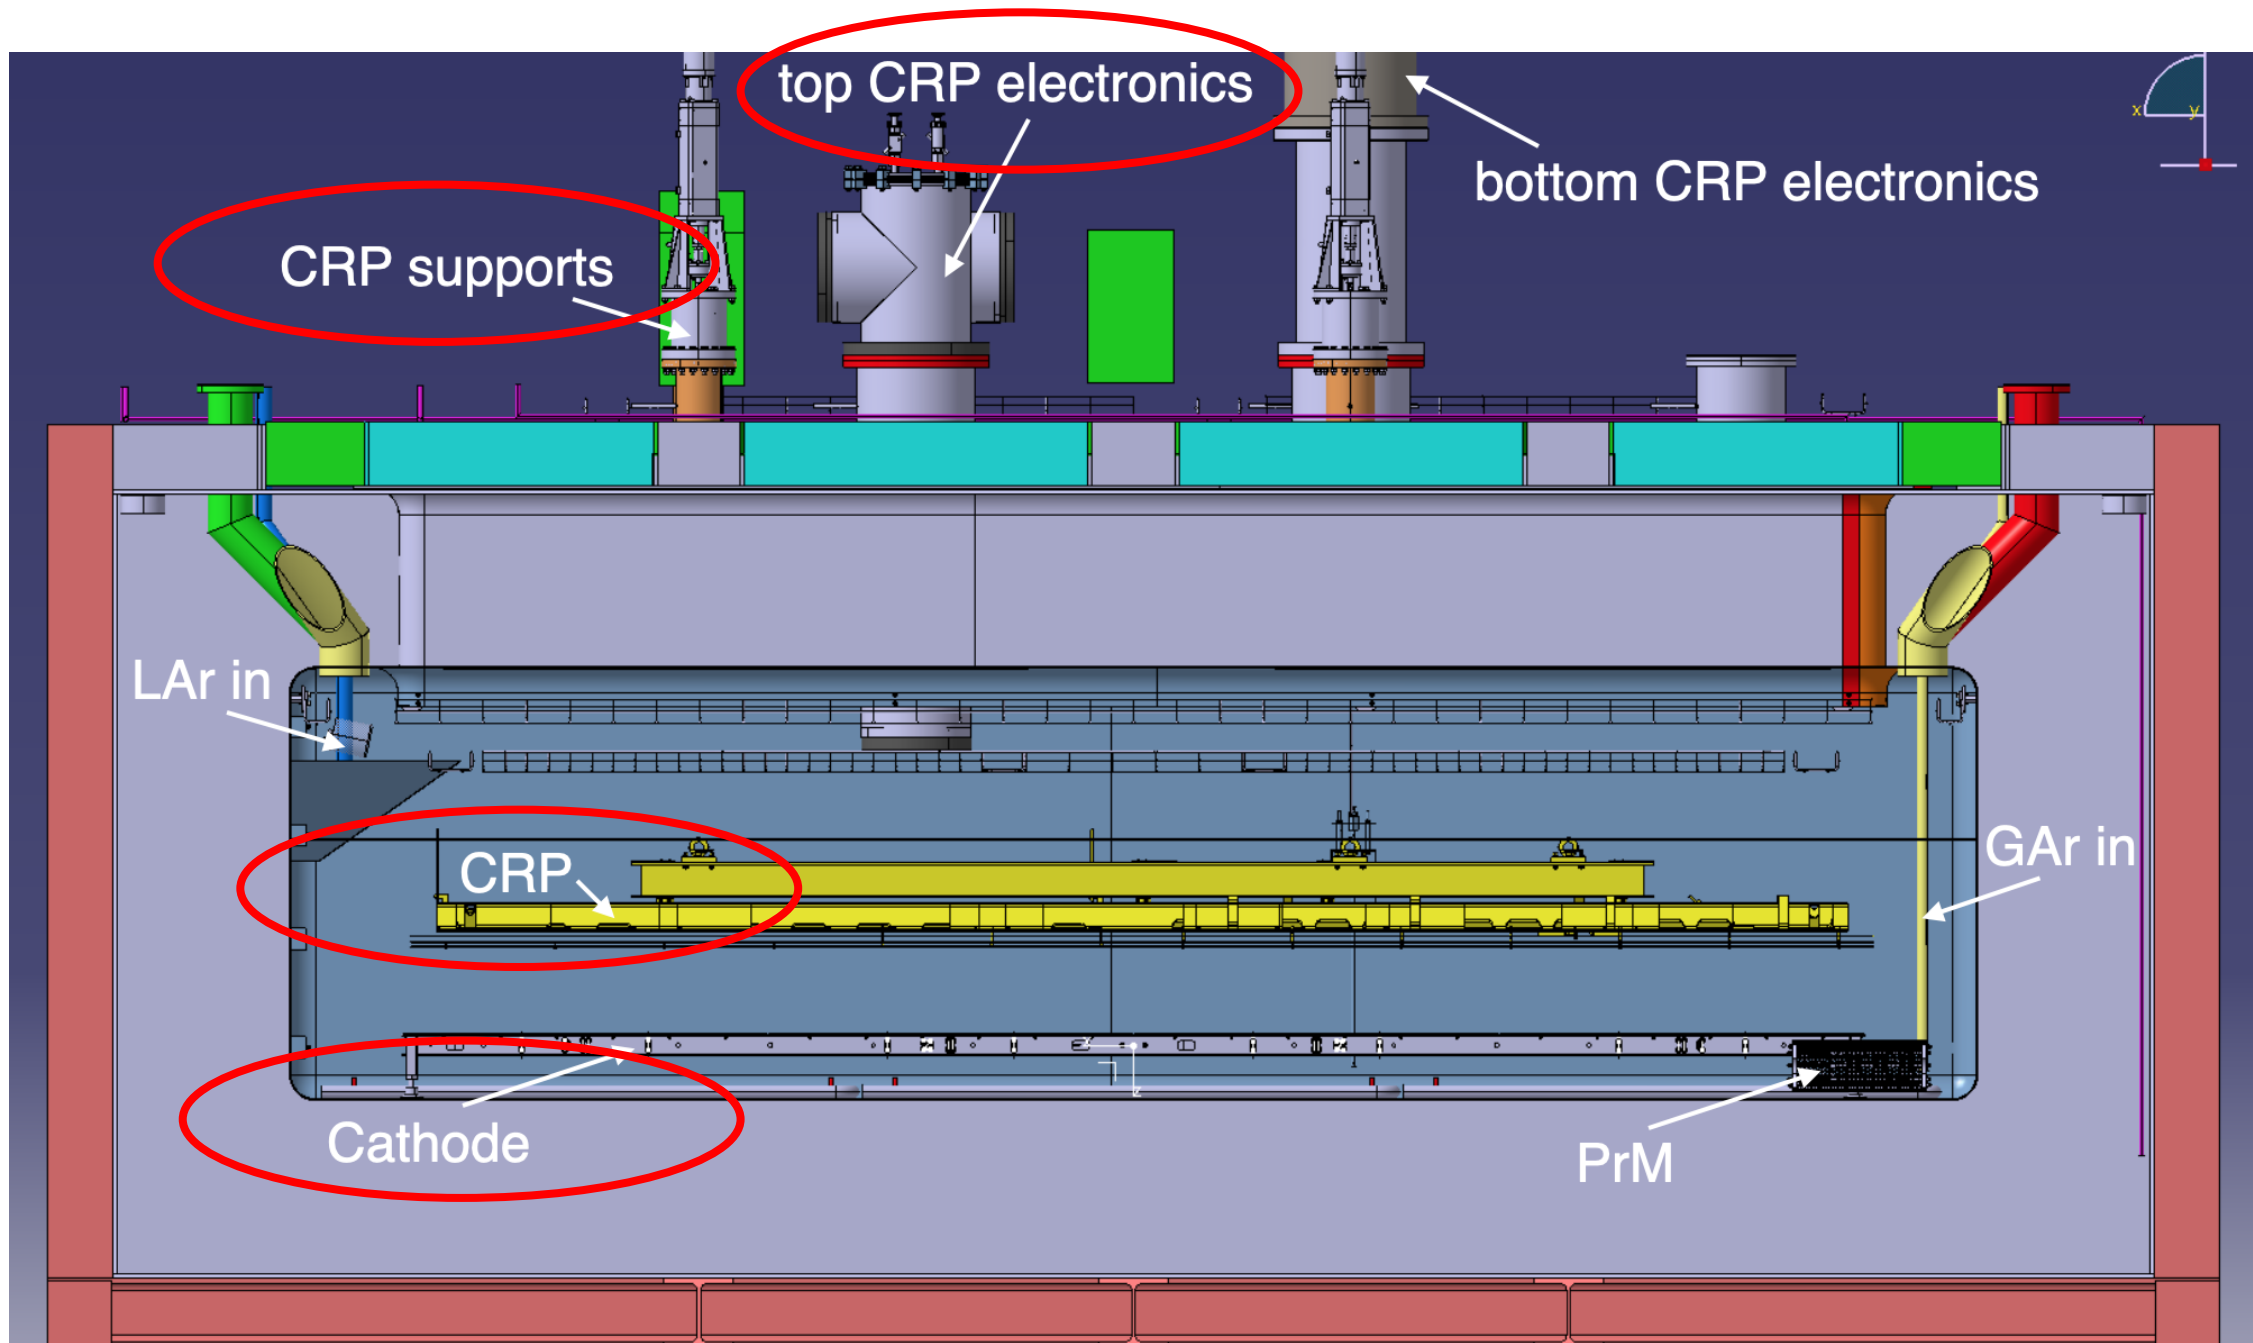 top CRP electronics
x
y
bottom CRP electronics
CRP supports
LAr in
CRP
GAr in
Cathode
PrM